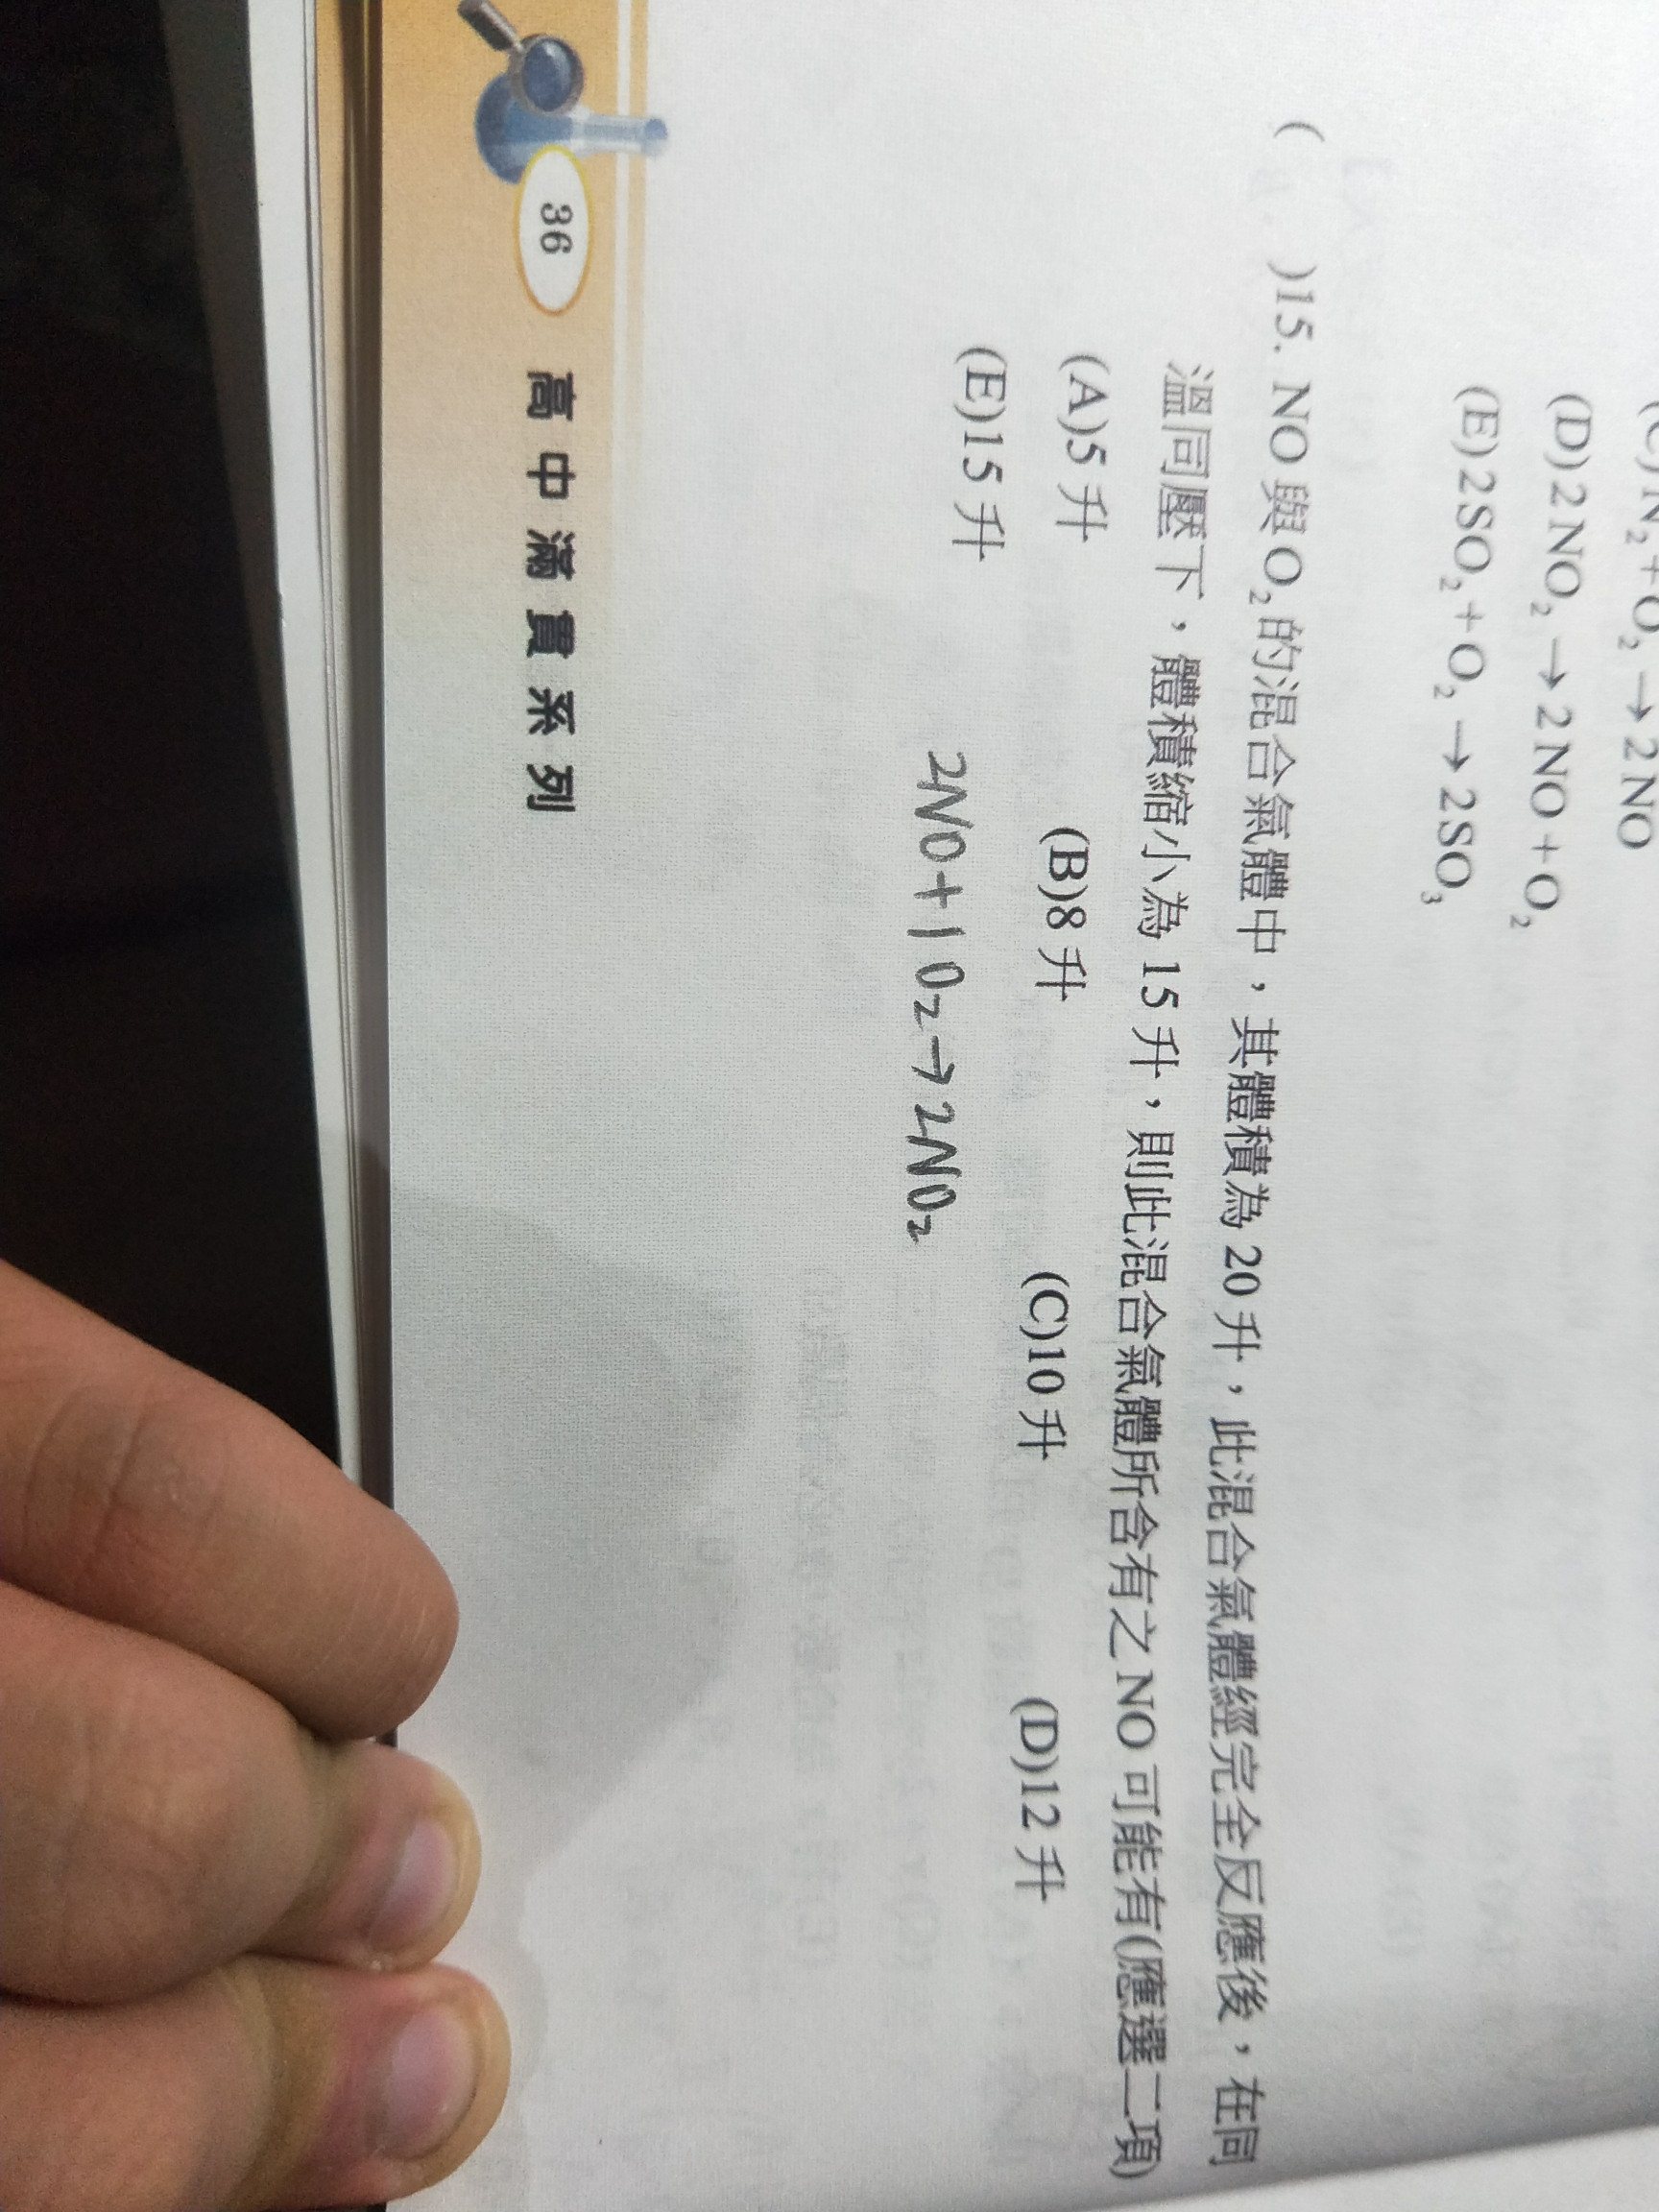 (C)N₂+O₂→2NO
(D)2NO₂→2NO+O₂
(E)2SO₂+O₂→2SO₃
( )15. NO與O₂的混合氣體中，其體積為20升，此混合氣體經完全反應後，在同
溫同壓下，體積縮小為15升，則此混合氣體所含有之NO可能有(應選二項)
(A)5升 (B)8升 (C)10升 (D)12升
(E)15升
2NO+1O₂→2NO₂
36 高中滿貫系列